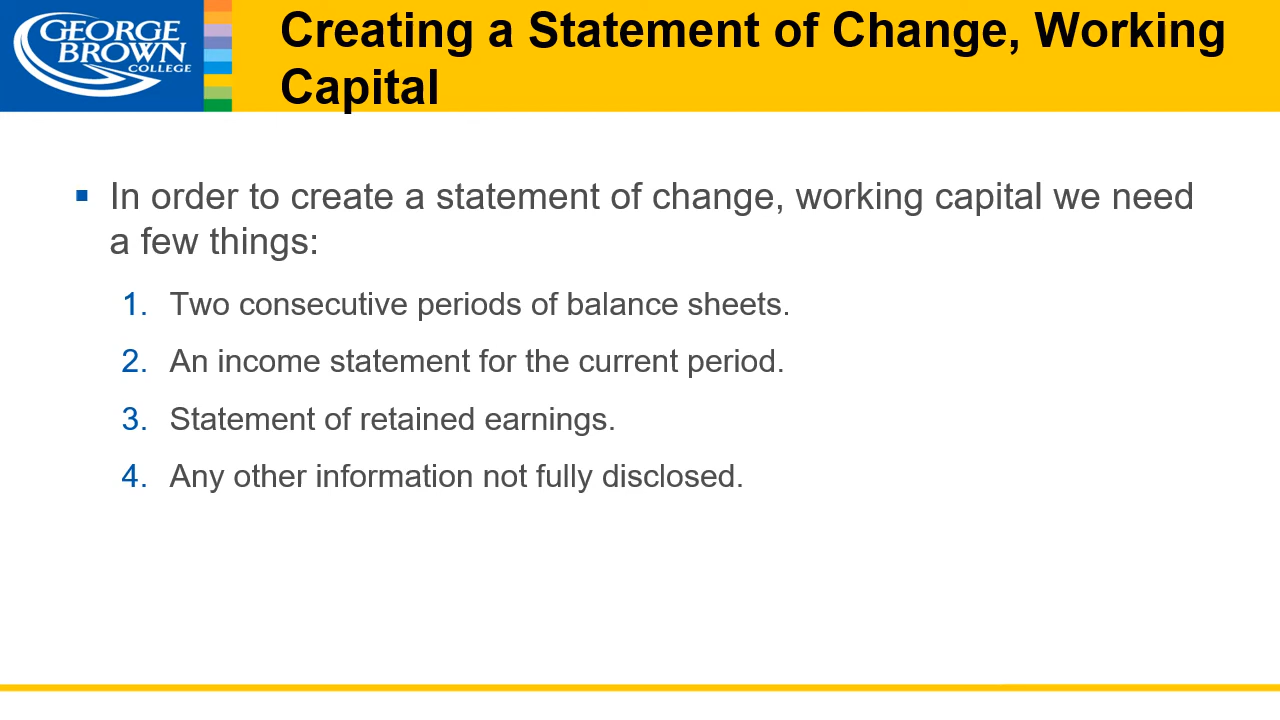 GEORGE
BROWN
COLLEGE
Creating a Statement of Change, Working
Capital
In order to create a statement of change, working capital we need
a few things:
1. Two consecutive periods of balance sheets.
2. An income statement for the current period.
3. Statement of retained earnings.
4. Any other information not fully disclosed.